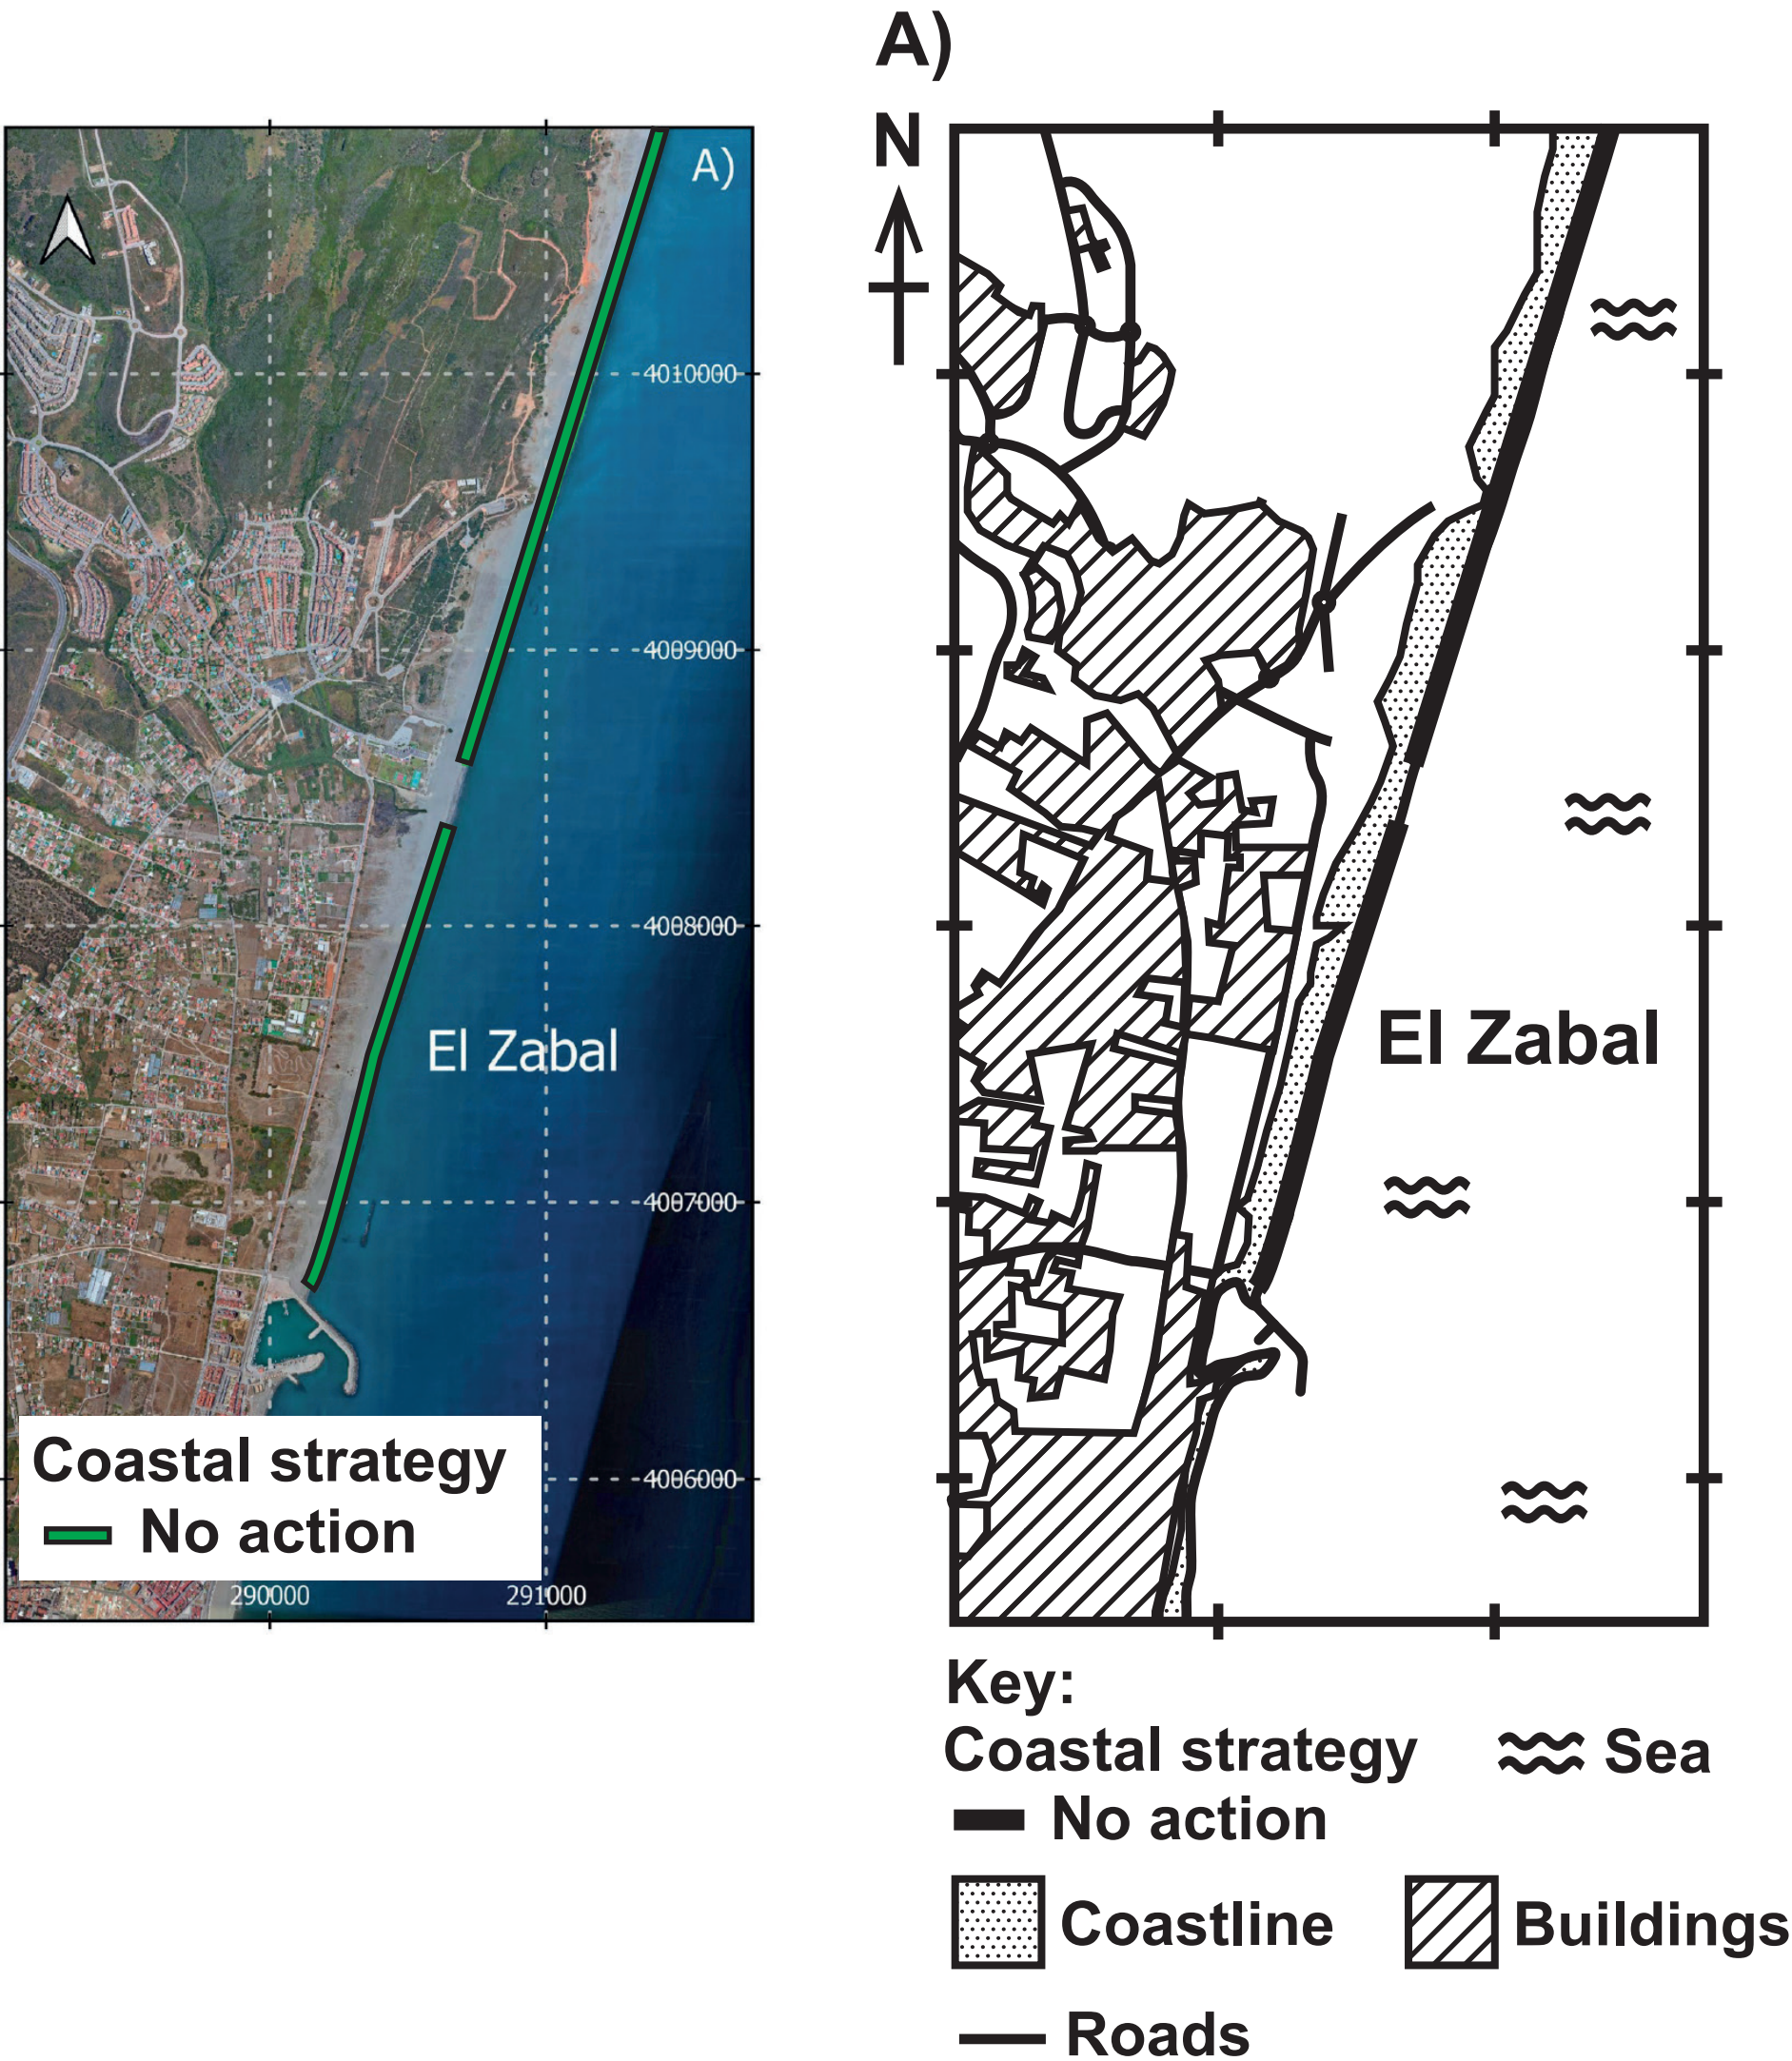 A)
4010000
4009000
4008000
El Zabal
4007000
4006000
Coastal strategy
No action
290000
291000
A)
N
El Zabal
Key:
Coastal strategy
No action
Sea
Coastline
Buildings
Roads